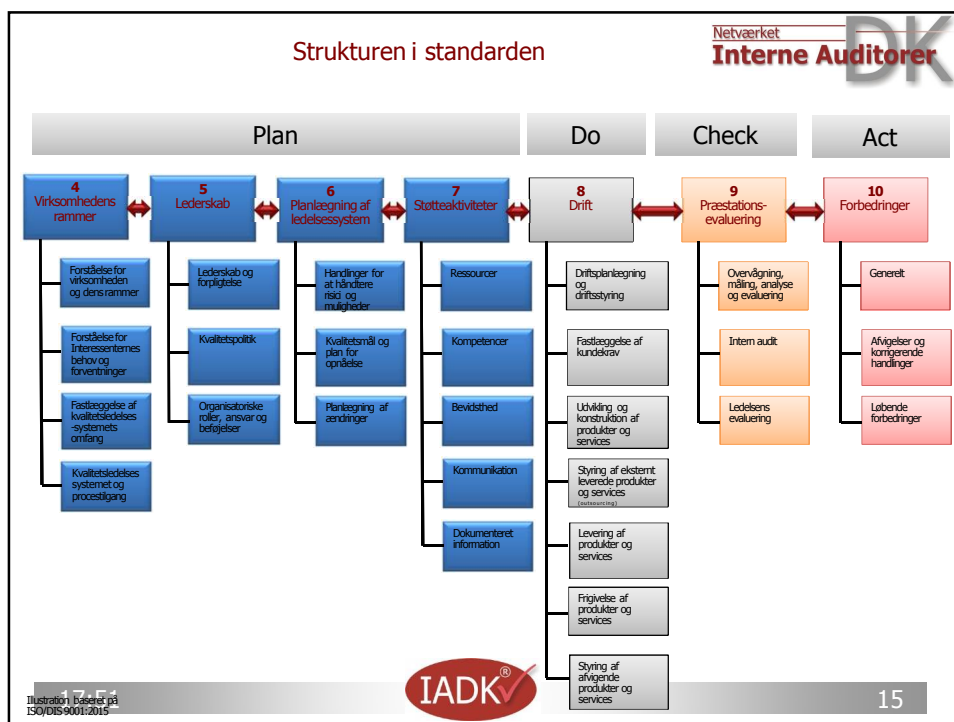 Strukturen i standarden
Netværket
Interne Auditorer
DK
Plan
Do
Check
Act
4
Virksomhedens
rammer
5
Lederskab
6
Planlægning af
ledelsessystem
7
Støtteaktiviteter
8
Drift
9
Præstations-
evaluering
10
Forbedringer
Forståelse for
virksomheden
og dens rammer
Forståelse for
Interessenternes
behov og
forventninger
Fastlæggelse af
kvalitetsledelses
-systemets
omfang
Kvalitetsledelses
systemet og
procestilgang
Lederskab og
forpligtelse
Kvalitetspolitik
Organisatoriske
roller, ansvar og
beføjelser
Handlinger for
at håndtere
risici og
muligheder
Kvalitetsmål og
plan for
opnåelse
Planlægning af
ændringer
Ressourcer
Kompetencer
Bevidsthed
Kommunikation
Dokumenteret
information
Driftsplanlægning
og
driftsstyring
Fastlæggelse af
kundekrav
Udvikling og
konstruktion af
produkter og
services
Styring af eksternt
leverede produkter
og services
(outsourcing)
Levering af
produkter og
services
Frigivelse af
produkter og
services
Styring af
afvigende
produkter og
services
Overvågning,
måling, analyse
og evaluering
Intern audit
Ledelsens
evaluering
Generelt
Afvigelser og
korrigerende
handlinger
Løbende
forbedringer
17:51
Illustration baseret på
ISO/DIS 9001:2015
IADK®
15